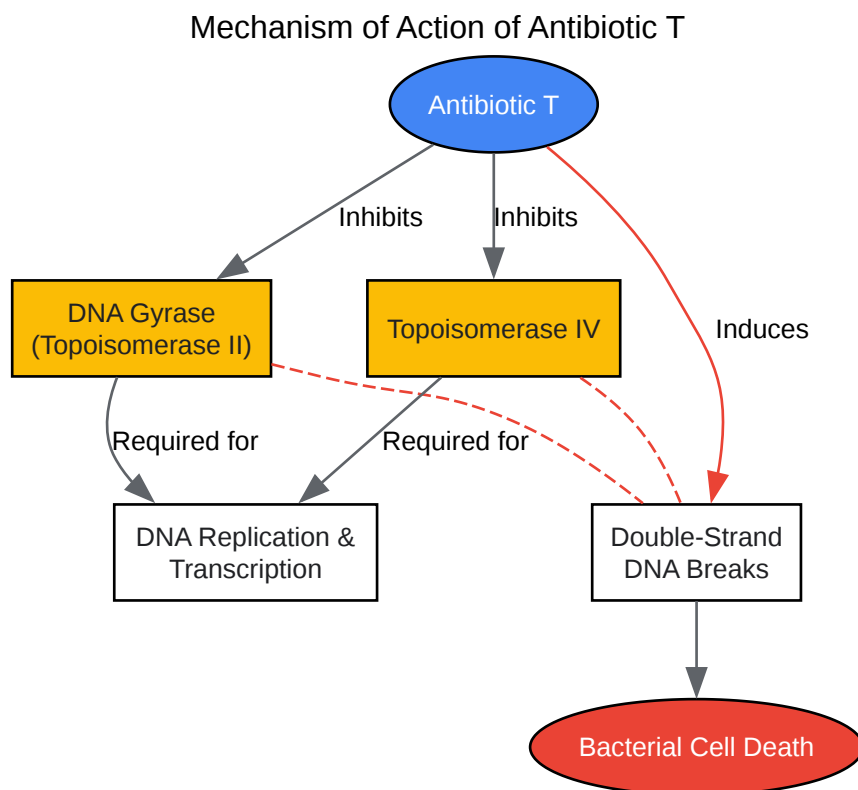 Mechanism of Action of Antibiotic T
Antibiotic T
Inhibits
Inhibits
DNA Gyrase
(Topoisomerase II)
Topoisomerase IV
Induces
Required for
Required for
DNA Replication &
Transcription
Double-Strand
DNA Breaks
Bacterial Cell Death